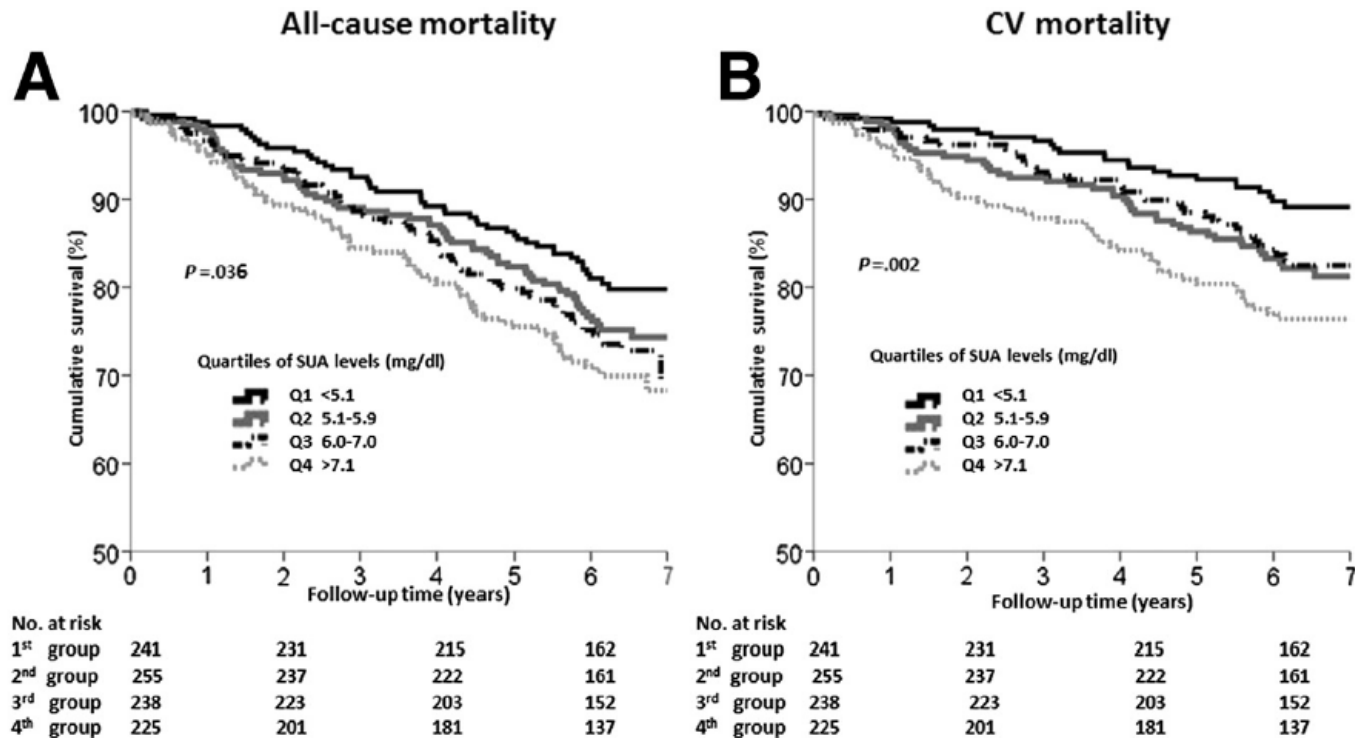 All-cause mortality
A
100
90
80
70
60
50
Cumulative survival (%)
P=.036
Quartiles of SUA levels (mg/dl)
Q1 <5.1
Q2 5.1-5.9
Q3 6.0-7.0
Q4 >7.1
0 1 2 3 4 5 6 7
Follow-up time (years)
No. at risk
1st group 241 231 215 162
2nd group 255 237 222 161
3rd group 238 223 203 152
4th group 225 201 181 137
CV mortality
B
100
90
80
70
60
50
Cumulative survival (%)
P=.002
Quartiles of SUA levels (mg/dl)
Q1 <5.1
Q2 5.1-5.9
Q3 6.0-7.0
Q4 >7.1
0 1 2 3 4 5 6 7
Follow-up time (years)
No. at risk
1st group 241 231 215 162
2nd group 255 237 222 161
3rd group 238 223 203 152
4th group 225 201 181 137